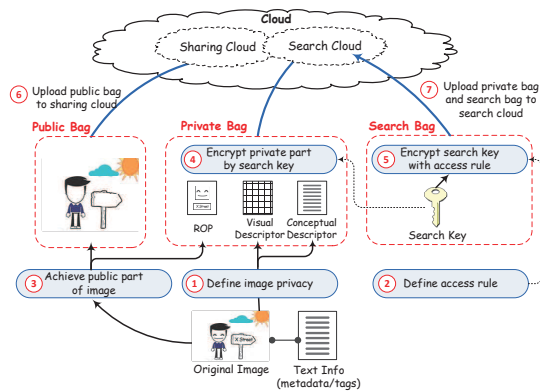 Cloud
Sharing Cloud
Search Cloud
6 Upload public bag
to sharing cloud
7 Upload private bag
and search bag to
search cloud
Public Bag
Private Bag
Search Bag
4 Encrypt private part
by search key
5 Encrypt search key
with access rule
X Street
ROP
Visual
Descriptor
Conceptual
Descriptor
Search Key
3 Achieve public part
of image
1 Define image privacy
2 Define access rule
X Street
Original Image
Text Info
(metadata/tags)